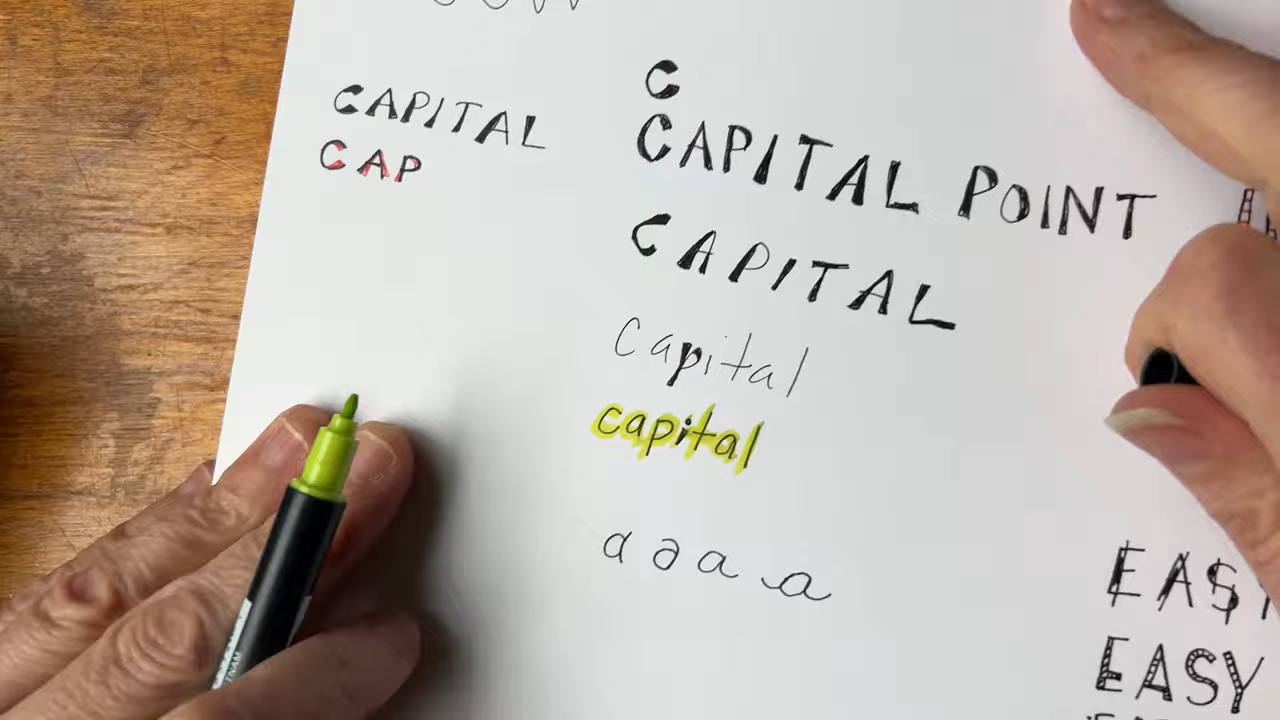 CAPITAL
CAP
C
CAPITAL POINT
CAPITAL
Capital
capital
a a a a
EASY
EASY